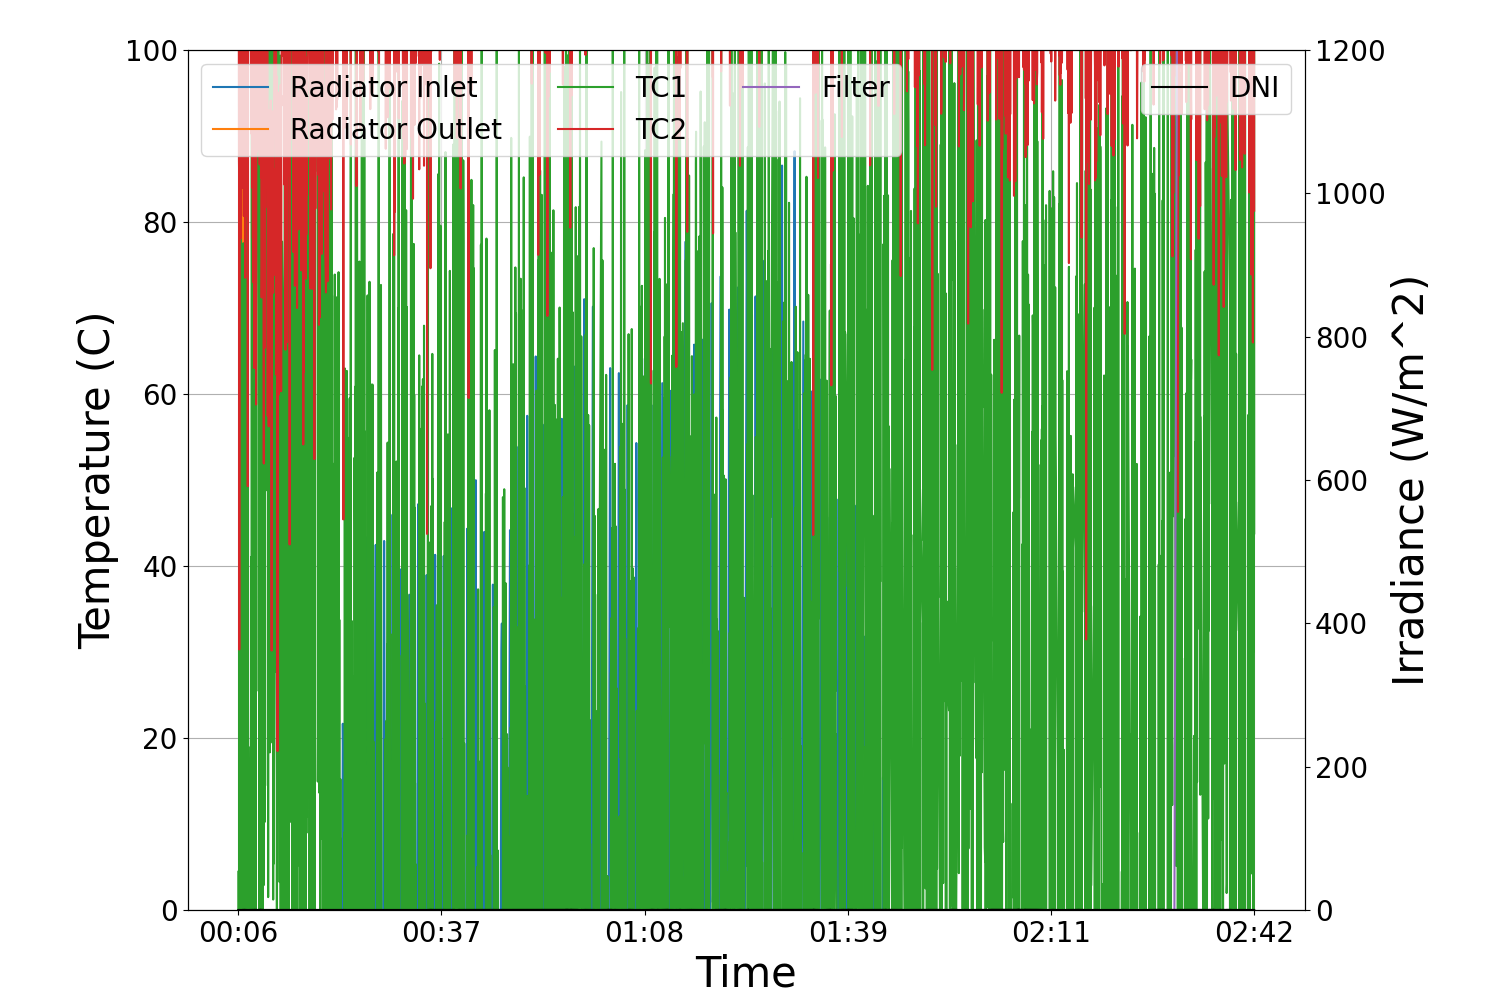 100
80
60
40
20
0
Temperature (C)
Radiator Inlet
Radiator Outlet
TC1
TC2
Filter
DNI
1200
1000
800
600
400
200
0
Irradiance (W/m^2)
00:06 00:37 01:08 01:39 02:11 02:42
Time